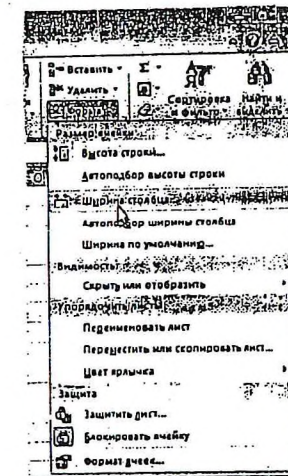 Вставить
Σ
Удалить
Сортировка
и фильтр
Найти и
выделить
Размер ячейки
Высота строки...
Автоподбор высоты строки
Ширина столбца...
Автоподбор ширины столбца
Ширина по умолчанию...
Видимость
Скрыть или отобразить
Упорядочить листы
Переименовать лист
Переместить или скопировать лист...
Цвет ярлычка
Защита
Защитить лист...
Блокировать ячейку
Формат ячеек...